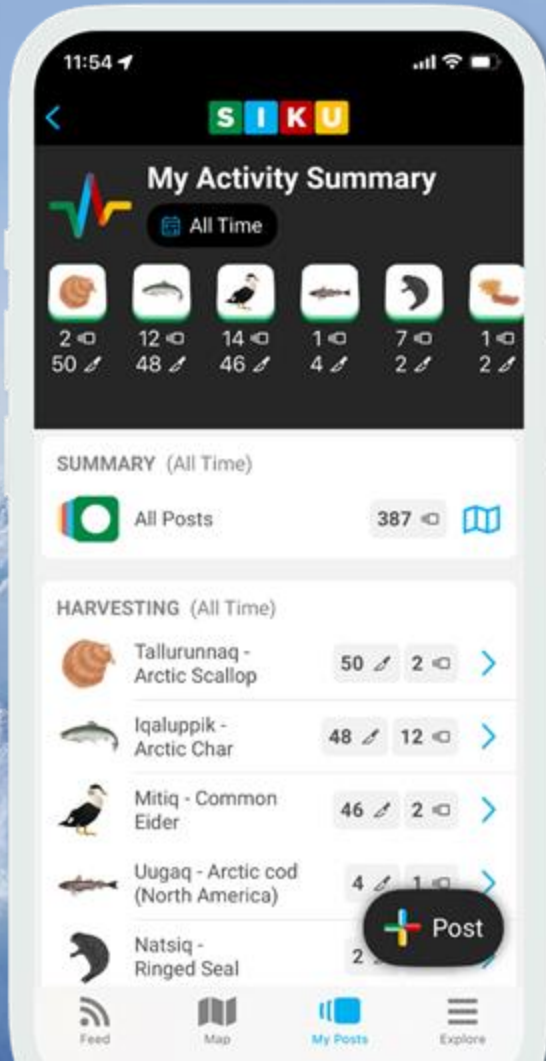 11:54
SIKU
My Activity Summary
All Time
2 12 14 1 7 1
50 48 46 4 2 2
SUMMARY (All Time)
All Posts 387
HARVESTING (All Time)
Tallurunnaq -
Arctic Scallop
50 2
Iqaluppik -
Arctic Char
48 12
Mitiq - Common
Eider
46 2
Uugaq - Arctic cod
(North America)
4 1
Natsiq -
Ringed Seal
2
Post
Feed Map My Posts Explore